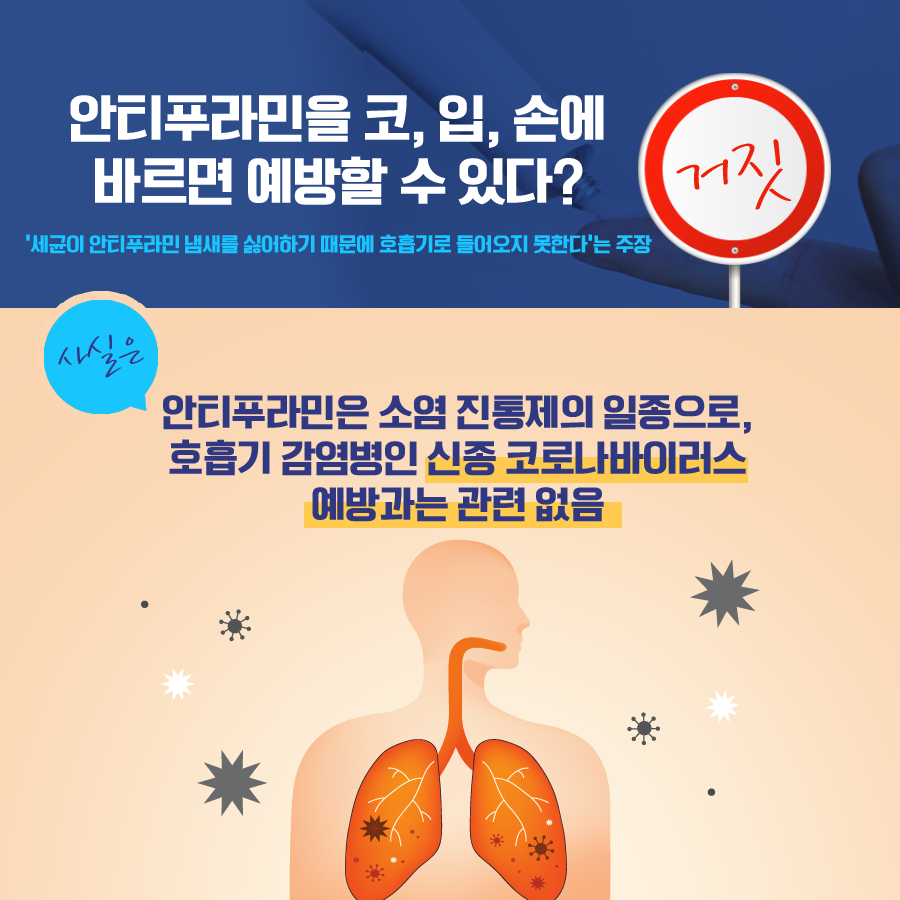 안티푸라민을 코, 입, 손에
바르면 예방할 수 있다?
거짓
'세균이 안티푸라민 냄새를 싫어하기 때문에 호흡기로 들어오지 못한다'는 주장
사실은
안티푸라민은 소염 진통제의 일종으로,
호흡기 감염병인 신종 코로나바이러스
예방과는 관련 없음